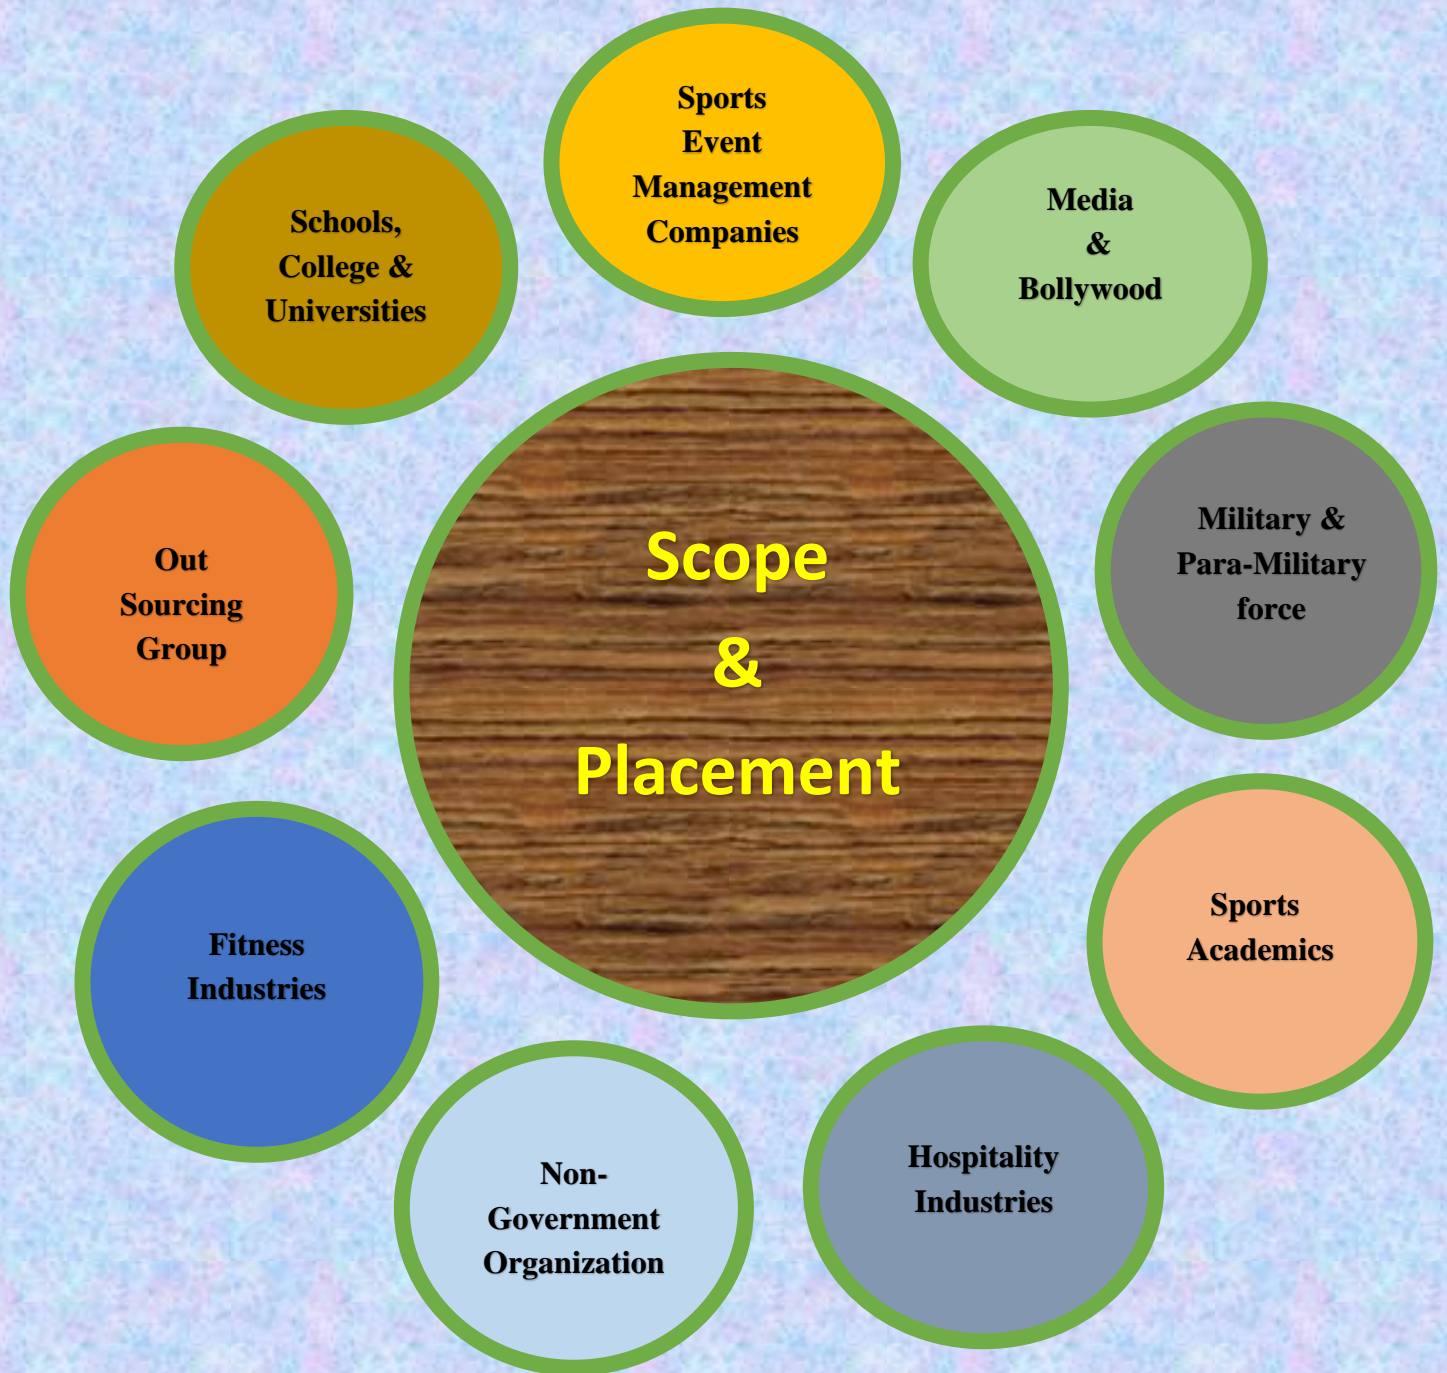 Sports
Event
Management
Companies
Media
&
Bollywood
Schools,
College &
Universities
Military &
Para-Military
force
Scope
&
Placement
Out
Sourcing
Group
Sports
Academics
Fitness
Industries
Hospitality
Industries
Non-
Government
Organization